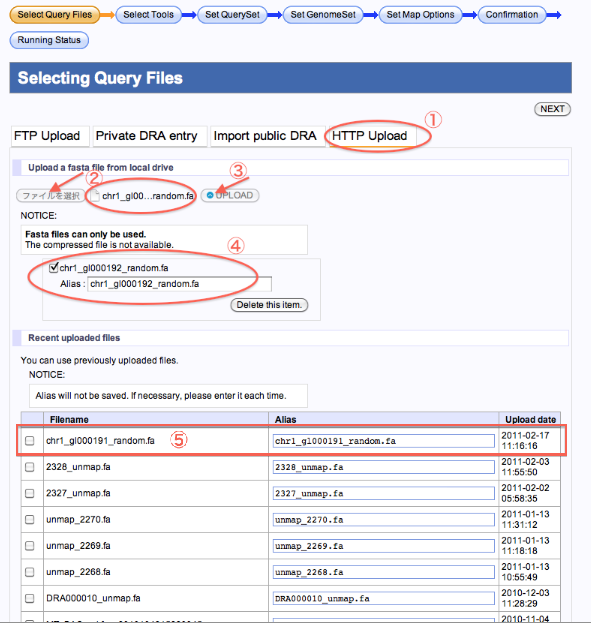 Select Query Files
Select Tools
Set QuerySet
Set GenomeSet
Set Map Options
Confirmation
Running Status
Selecting Query Files
NEXT
①
FTP Upload
Private DRA entry
Import public DRA
HTTP Upload
Upload a fasta file from local drive
②
③
ファイルを選択
chr1_gl00...random.fa
UPLOAD
NOTICE:
Fasta files can only be used.
The compressed file is not available.
④
chr1_gl000192_random.fa
Alias : chr1_gl000192_random.fa
Delete this item.
Recent uploaded files
You can use previously uploaded files.
NOTICE:
Alias will not be saved. If necessary, please enter it each time.
Filename Alias Upload date
chr1_gl000191_random.fa ⑤ chr1_gl000191_random.fa 2011-02-17
11:16:16
2328_unmap.fa 2328_unmap.fa 2011-02-03
11:55:50
2327_unmap.fa 2327_unmap.fa 2011-02-02
05:58:35
unmap_2270.fa unmap_2270.fa 2011-01-13
11:31:12
unmap_2269.fa unmap_2269.fa 2011-01-13
11:18:18
unmap_2268.fa unmap_2268.fa 2011-01-13
10:55:49
DRA000010_unmap.fa DRA000010_unmap.fa 2010-12-03
11:28:29
2010-11-04